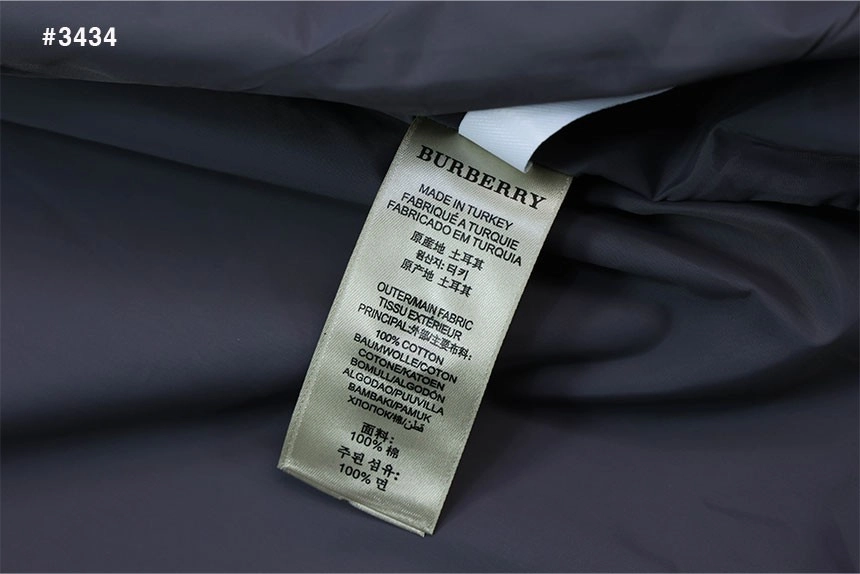 #3434
BURBERRY
MADE IN TURKEY
FABRIQUÉ A TURQUIE
FABRICADO EM TURQUIA
原産地 土耳其
원산지: 터키
原产地 土耳其
OUTER/MAIN FABRIC
TISSU EXTÉRIEUR
PRINCIPAL:外部/主要布料:
100% COTTON
BAUMWOLLE/COTON
COTONE/KATOEN
BOMULL/ALGODÓN
ALGODAO/PUUVILLA
BAMBAKI/PAMUK
ХЛОПОК/棉/قطن
面料:
100% 棉
주된 섬유:
100% 면